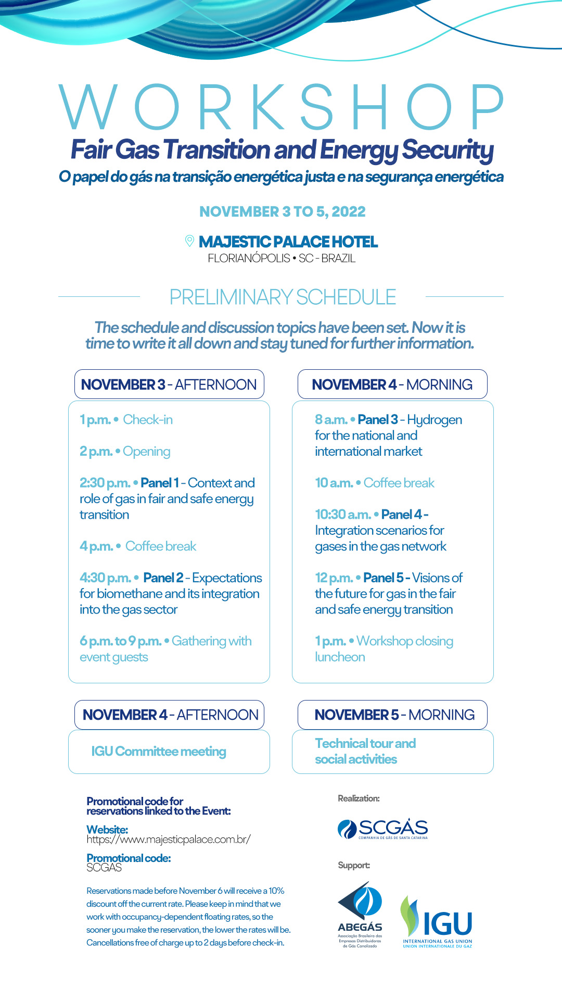 WORKSHOP
Fair Gas Transition and Energy Security
O papel do gás na transição energética justa e na segurança energética
NOVEMBER 3 TO 5, 2022
MAJESTIC PALACE HOTEL
FLORIANÓPOLIS • SC - BRAZIL
PRELIMINARY SCHEDULE
The schedule and discussion topics have been set. Now it is
time to write it all down and stay tuned for further information.
NOVEMBER 3 - AFTERNOON
1 p.m. • Check-in
2 p.m. • Opening
2:30 p.m. • Panel 1 - Context and
role of gas in fair and safe energy
transition
4 p.m. • Coffee break
4:30 p.m. • Panel 2 - Expectations
for biomethane and its integration
into the gas sector
6 p.m. to 9 p.m. • Gathering with
event guests
NOVEMBER 4 - MORNING
8 a.m. • Panel 3 - Hydrogen
for the national and
international market
10 a.m. • Coffee break
10:30 a.m. • Panel 4 -
Integration scenarios for
gases in the gas network
12 p.m. • Panel 5 - Visions of
the future for gas in the fair
and safe energy transition
1 p.m. • Workshop closing
luncheon
NOVEMBER 4 - AFTERNOON
IGU Committee meeting
NOVEMBER 5 - MORNING
Technical tour and
social activities
Promotional code for
reservations linked to the Event:
Website:
https://www.majesticpalace.com.br/
Promotional code:
SCGAS
Reservations made before November 6 will receive a 10%
discount off the current rate. Please keep in mind that we
work with occupancy-dependent floating rates, so the
sooner you make the reservation, the lower the rates will be.
Cancellations free of charge up to 2 days before check-in.
Realization:
SCGÁS
COMPANHIA DE GÁS DE SANTA CATARINA
Support:
ABEGÁS
Associação Brasileira das
Empresas Distribuidoras
de Gás Canalizado
IGU
INTERNATIONAL GAS UNION
UNION INTERNATIONALE DU GAZ